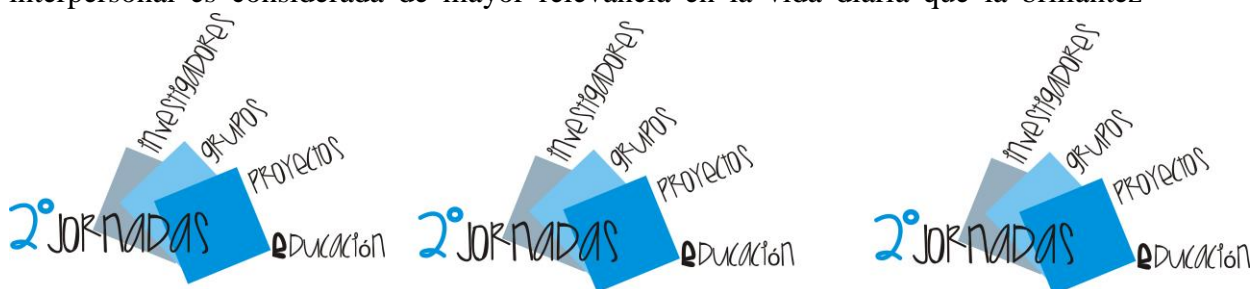 interpersonal es considerada de mayor relevancia en la vida diaria que la brillantez
investigadores
grupos
proyectos
2° jornadas
educación
investigadores
grupos
proyectos
2° jornadas
educación
investigadores
grupos
proyectos
2° jornadas
educación